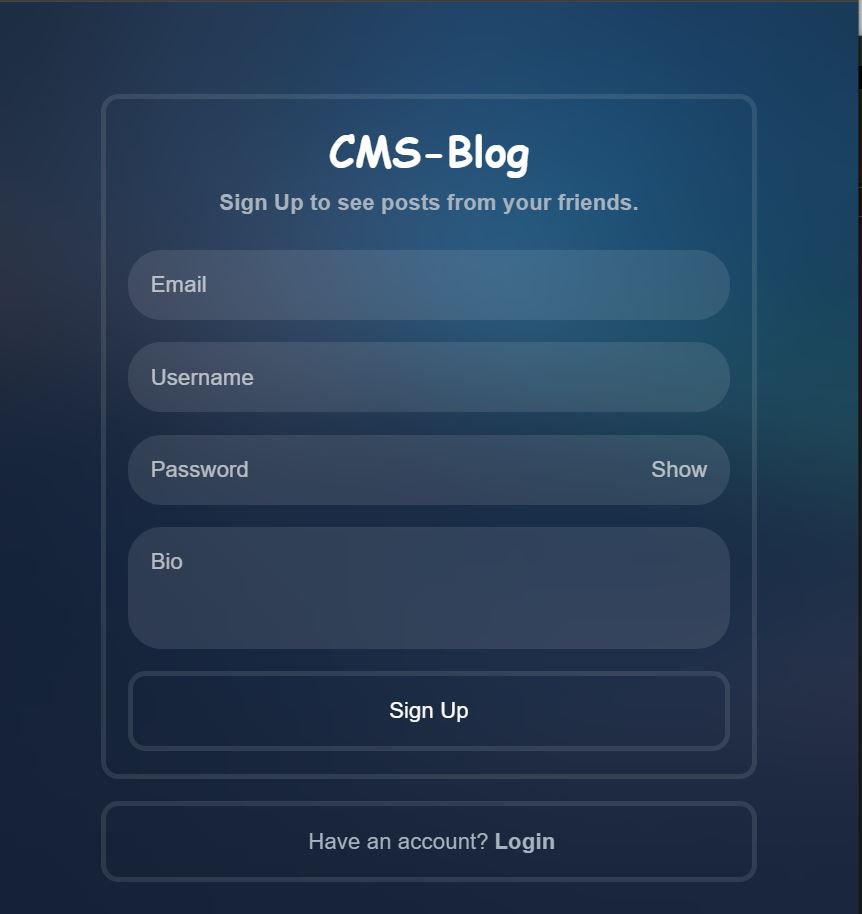 CMS-Blog
Sign Up to see posts from your friends.
Email
Username
Password Show
Bio
Sign Up
Have an account? Login